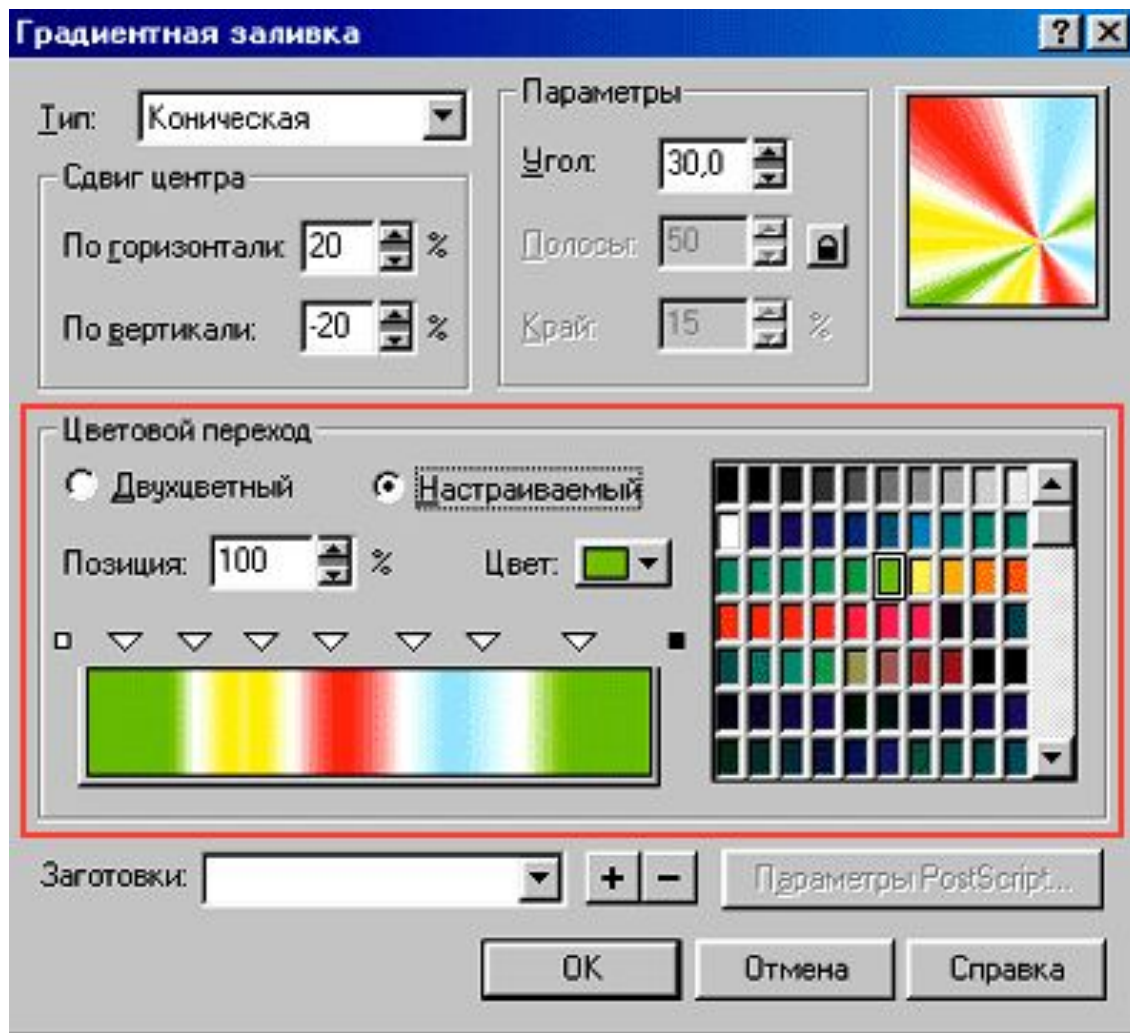 Градиентная заливка
Тип: Коническая
Сдвиг центра
По горизонтали: 20 %
По вертикали: -20 %
Параметры
Угол: 30,0
Полосы: 50
Край: 15 %
Цветовой переход
Двухцветный Настраиваемый
Позиция: 100 % Цвет:
Заготовки: + - Параметры PostScript...
OK Отмена Справка